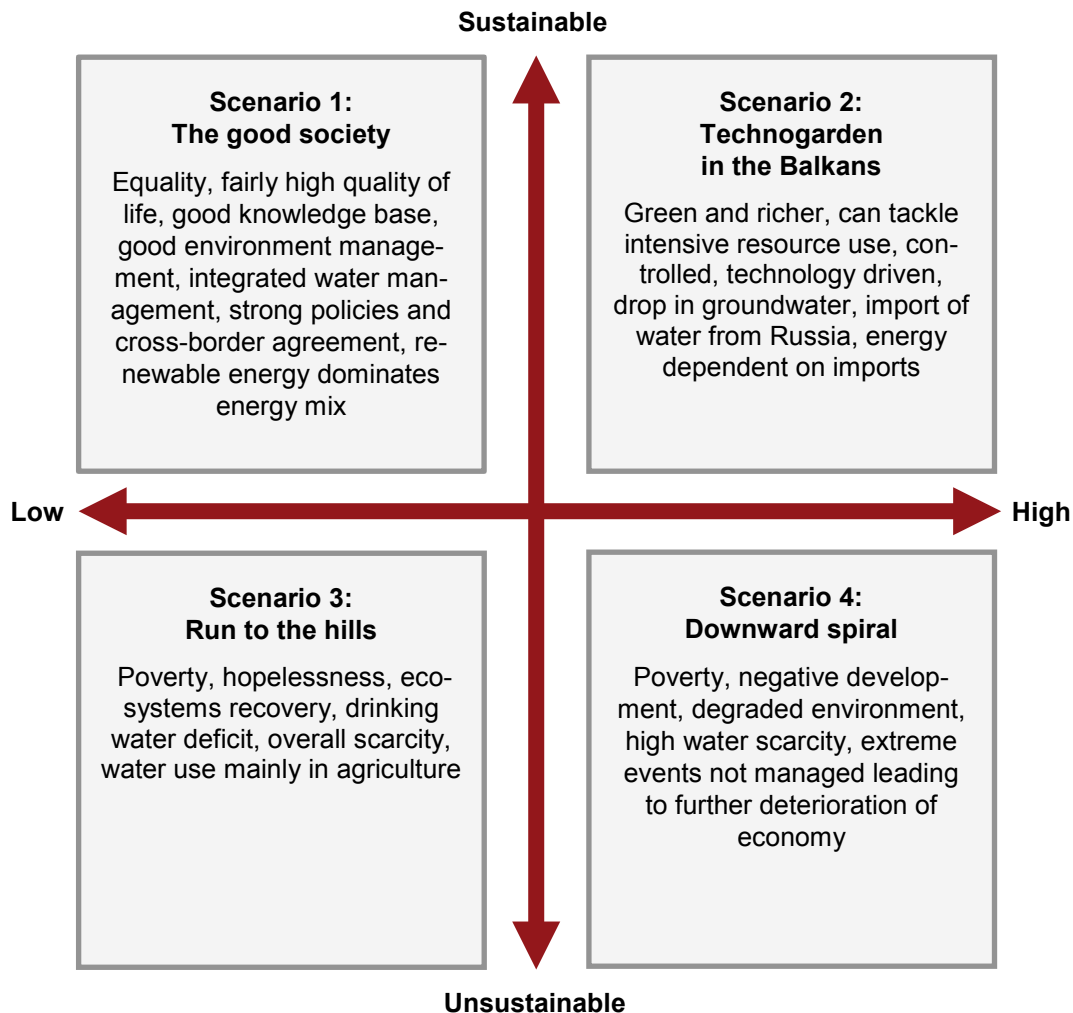 Sustainable
Scenario 1:
The good society
Equality, fairly high quality of
life, good knowledge base,
good environment manage-
ment, integrated water man-
agement, strong policies and
cross-border agreement, re-
newable energy dominates
energy mix
Scenario 2:
Technogarden
in the Balkans
Green and richer, can tackle
intensive resource use, con-
trolled, technology driven,
drop in groundwater, import of
water from Russia, energy
dependent on imports
Low
High
Scenario 3:
Run to the hills
Poverty, hopelessness, eco-
systems recovery, drinking
water deficit, overall scarcity,
water use mainly in agriculture
Scenario 4:
Downward spiral
Poverty, negative develop-
ment, degraded environment,
high water scarcity, extreme
events not managed leading
to further deterioration of
economy
Unsustainable